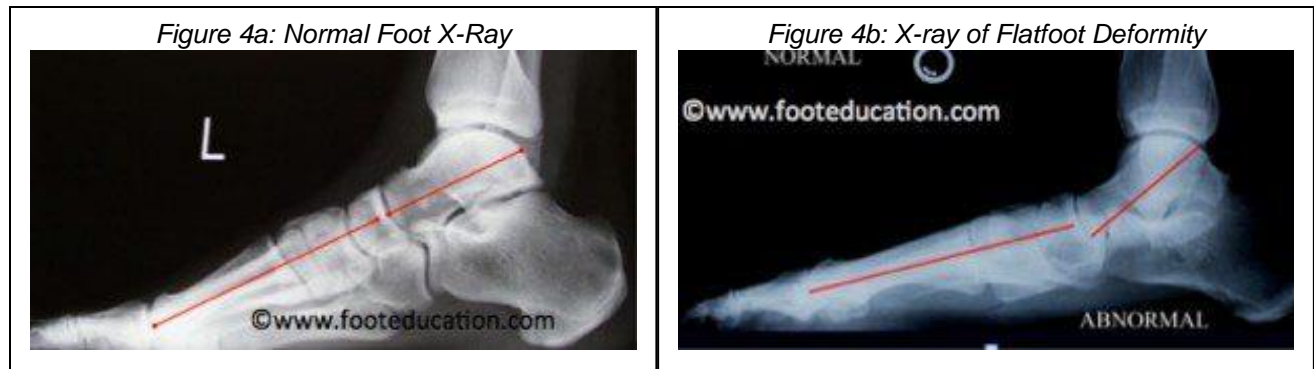 Figure 4a: Normal Foot X-Ray
L
©www.footeducation.com
Figure 4b: X-ray of Flatfoot Deformity
NORMAL
©www.footeducation.com
ABNORMAL